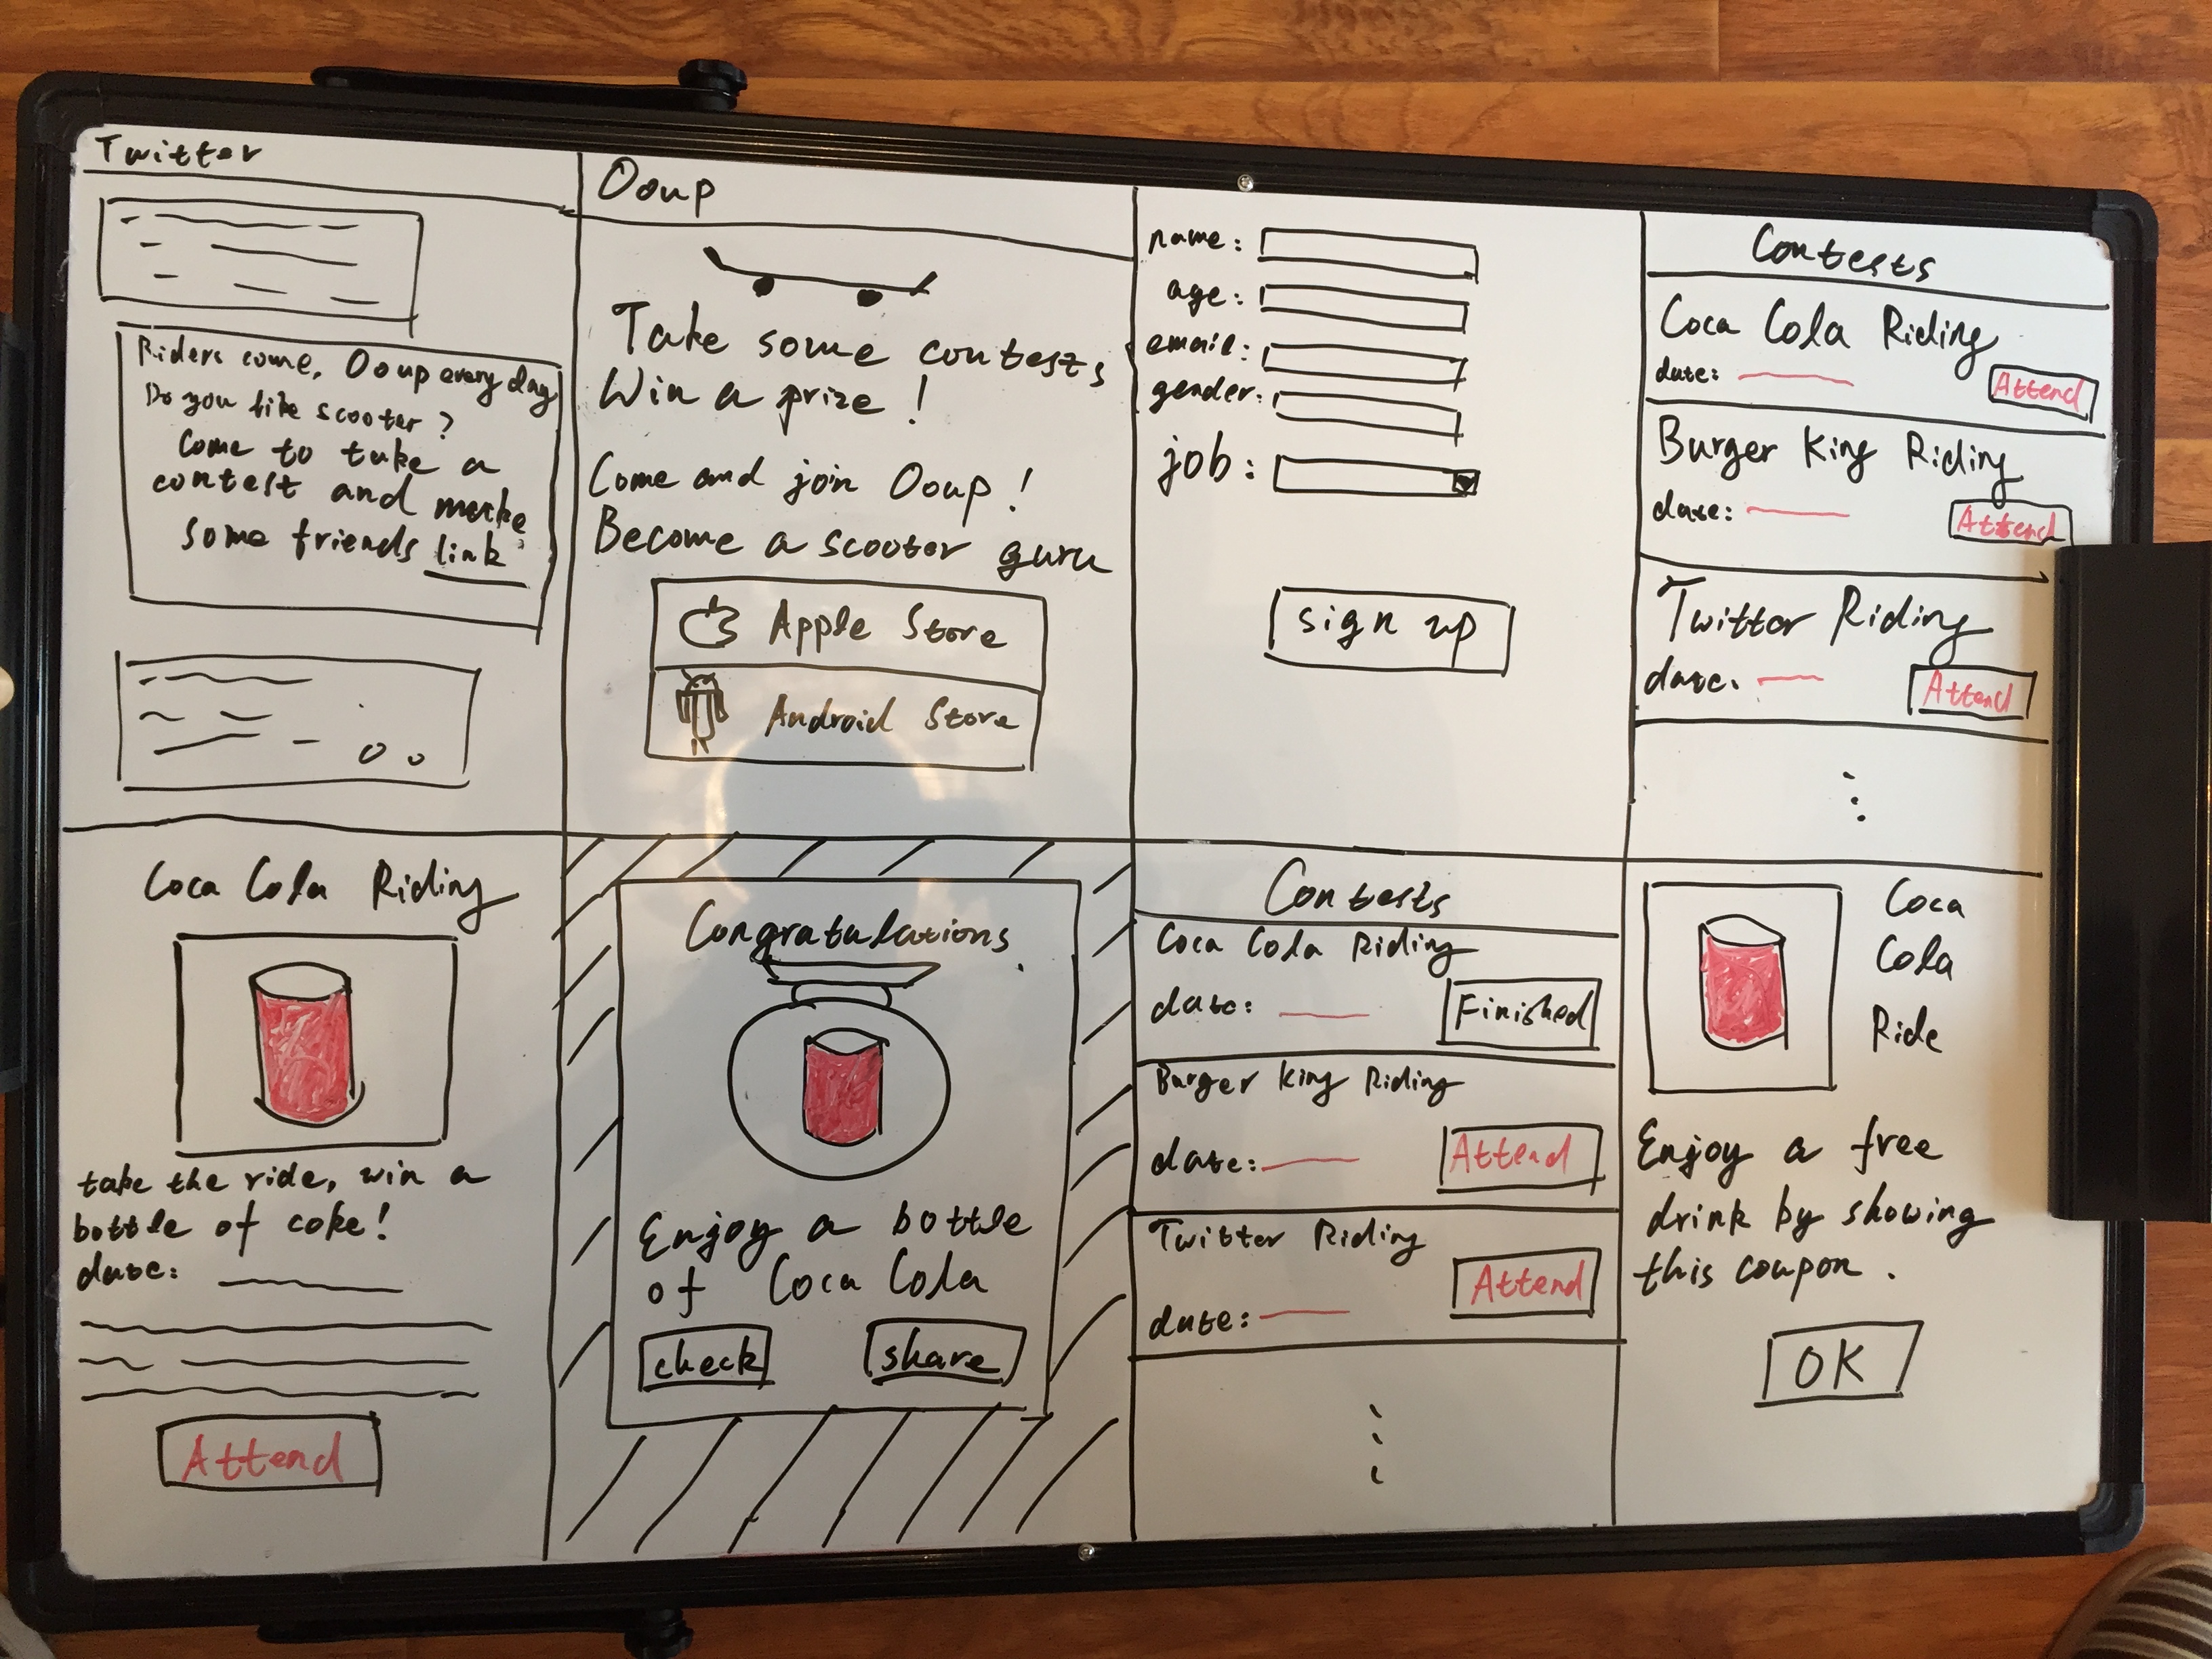 Twitter
Riders come, Ooup every day
Do you like scooter?
Come to take a
contest and make
some friends link
Ooup
Take some contests
Win a prize!
Come and join Ooup!
Become a scooter guru
Apple Store
Android Store
name:
age:
email:
gender:
job:
sign up
Contests
Coca Cola Riding
date:
Attend
Burger King Riding
date:
Attend
Twitter Riding
date:
Attend
Coca Cola Riding
take the ride, win a
bottle of coke!
date:
Attend
Congratulations
Enjoy a bottle
of Coca Cola
check
share
Contests
Coca Cola Riding
date:
Finished
Burger King Riding
date:
Attend
Twitter Riding
date:
Attend
Coca
Cola
Ride
Enjoy a free
drink by showing
this coupon.
OK